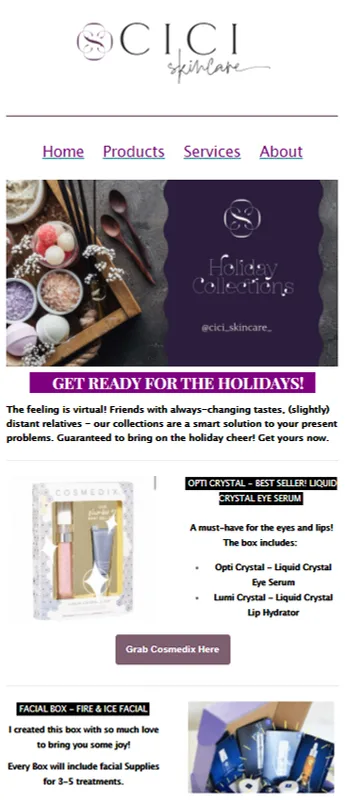 CICI
skincare
Home Products Services About
Holiday
Collections
@cici_skincare_
GET READY FOR THE HOLIDAYS!
The feeling is virtual! Friends with always-changing tastes, (slightly)
distant relatives - our collections are a smart solution to your present
problems. Guaranteed to bring on the holiday cheer! Get yours now.
COSMEDIX
OPTI CRYSTAL - BEST SELLER! LIQUID
CRYSTAL EYE SERUM
A must-have for the eyes and lips!
The box includes:
• Opti Crystal - Liquid Crystal
Eye Serum
• Lumi Crystal - Liquid Crystal
Lip Hydrator
Grab Cosmedix Here
FACIAL BOX - FIRE & ICE FACIAL
I created this box with so much love
to bring you some joy!
Every Box will include facial Supplies
for 3-5 treatments.